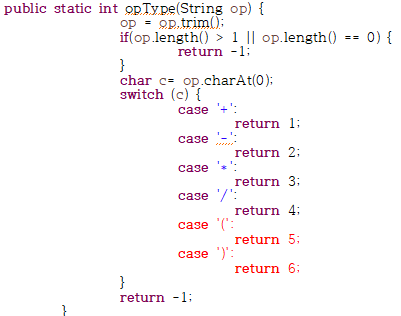 public static int opType(String op) {
op = op.trim();
if(op.length() > 1 || op.length() == 0) {
return -1;
}
char c= op.charAt(0);
switch (c) {
case '+':
return 1;
case '-':
return 2;
case '*':
return 3;
case '/':
return 4;
case '(':
return 5;
case ')':
return 6;
}
return -1;
}